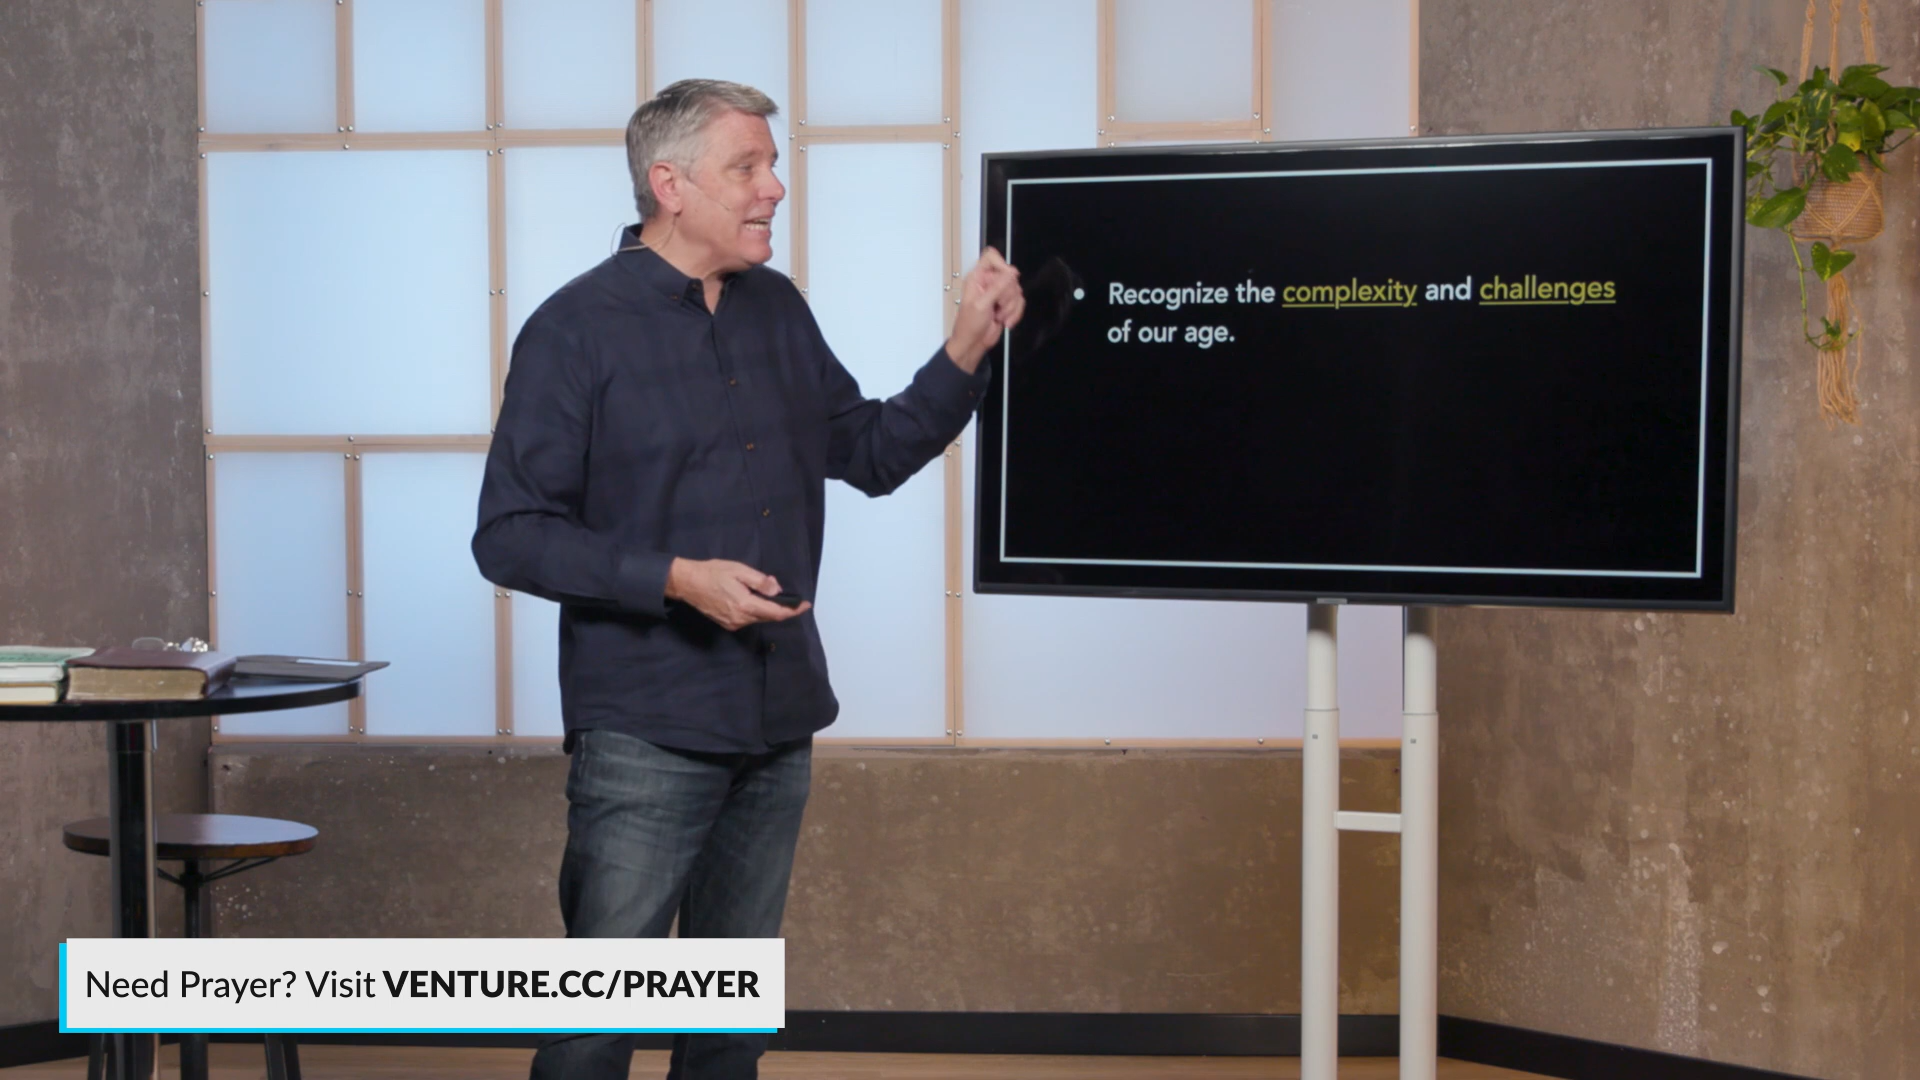 • Recognize the complexity and challenges
of our age.
Need Prayer? Visit VENTURE.CC/PRAYER